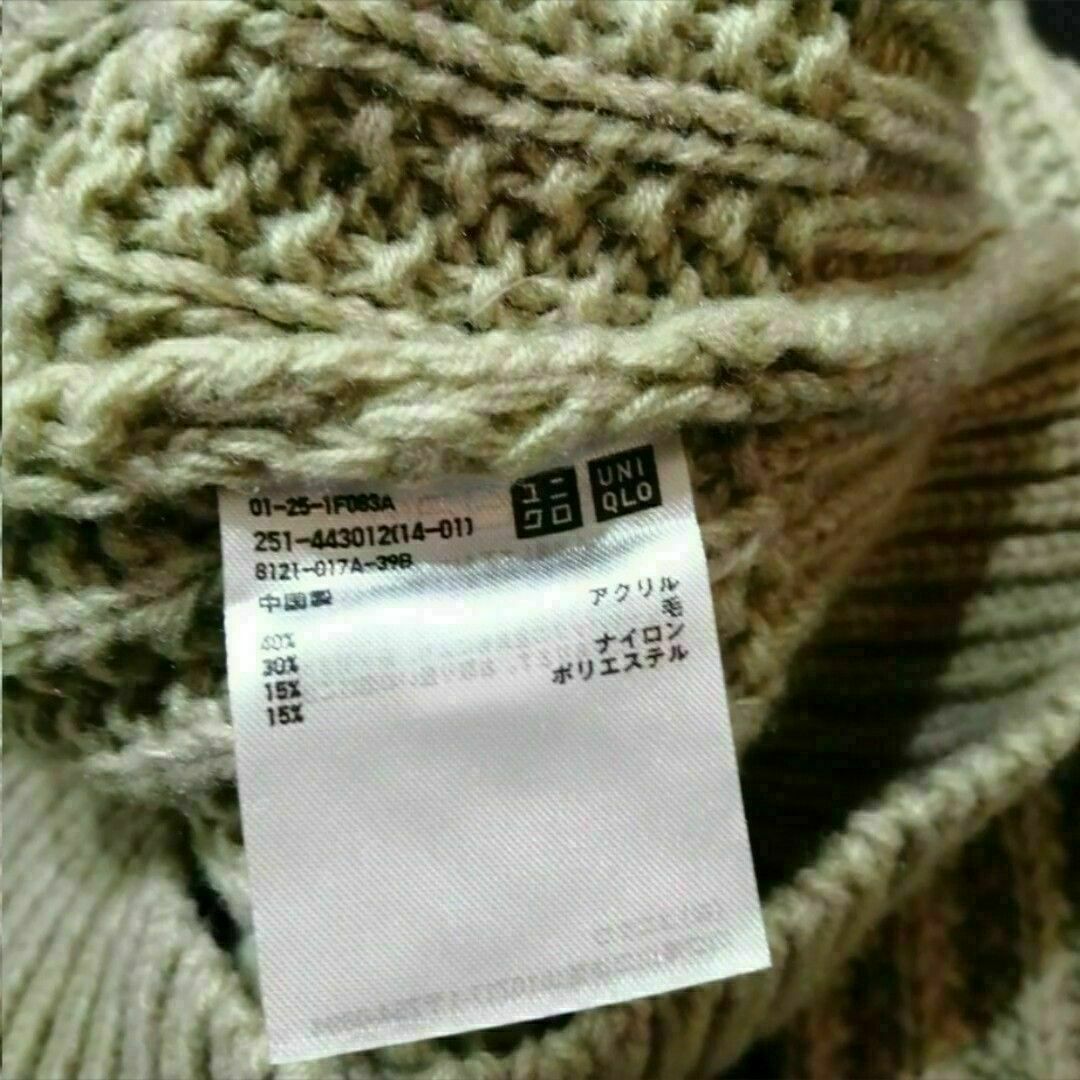 01-25-1F083A
ユニクロ
UNIQLO
251-443012(14-01)
8121-017A-39B
中国製
アクリル
毛
ナイロン
ポリエステル
40%
30%
15%
15%